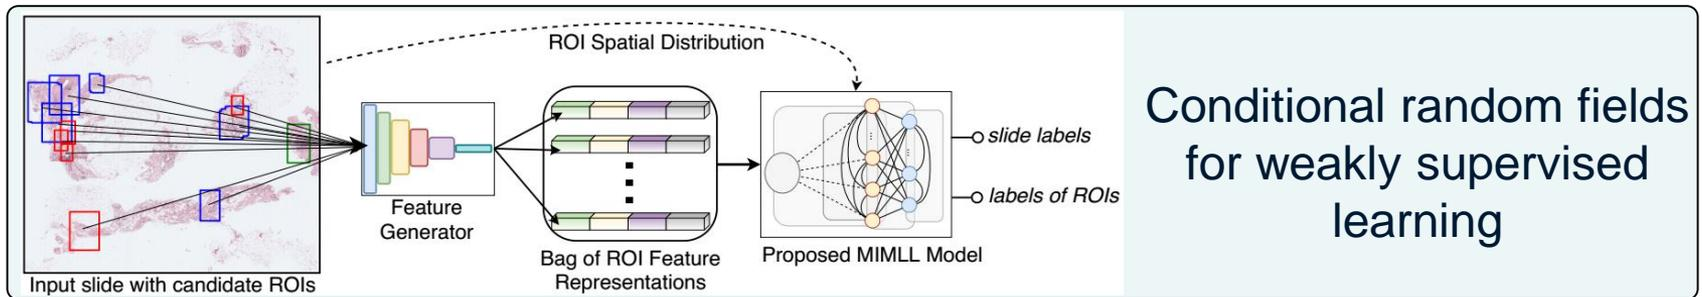 ROI Spatial Distribution
Input slide with candidate ROIs
Feature
Generator
Bag of ROI Feature
Representations
Proposed MIMLL Model
slide labels
labels of ROIs
Conditional random fields
for weakly supervised
learning